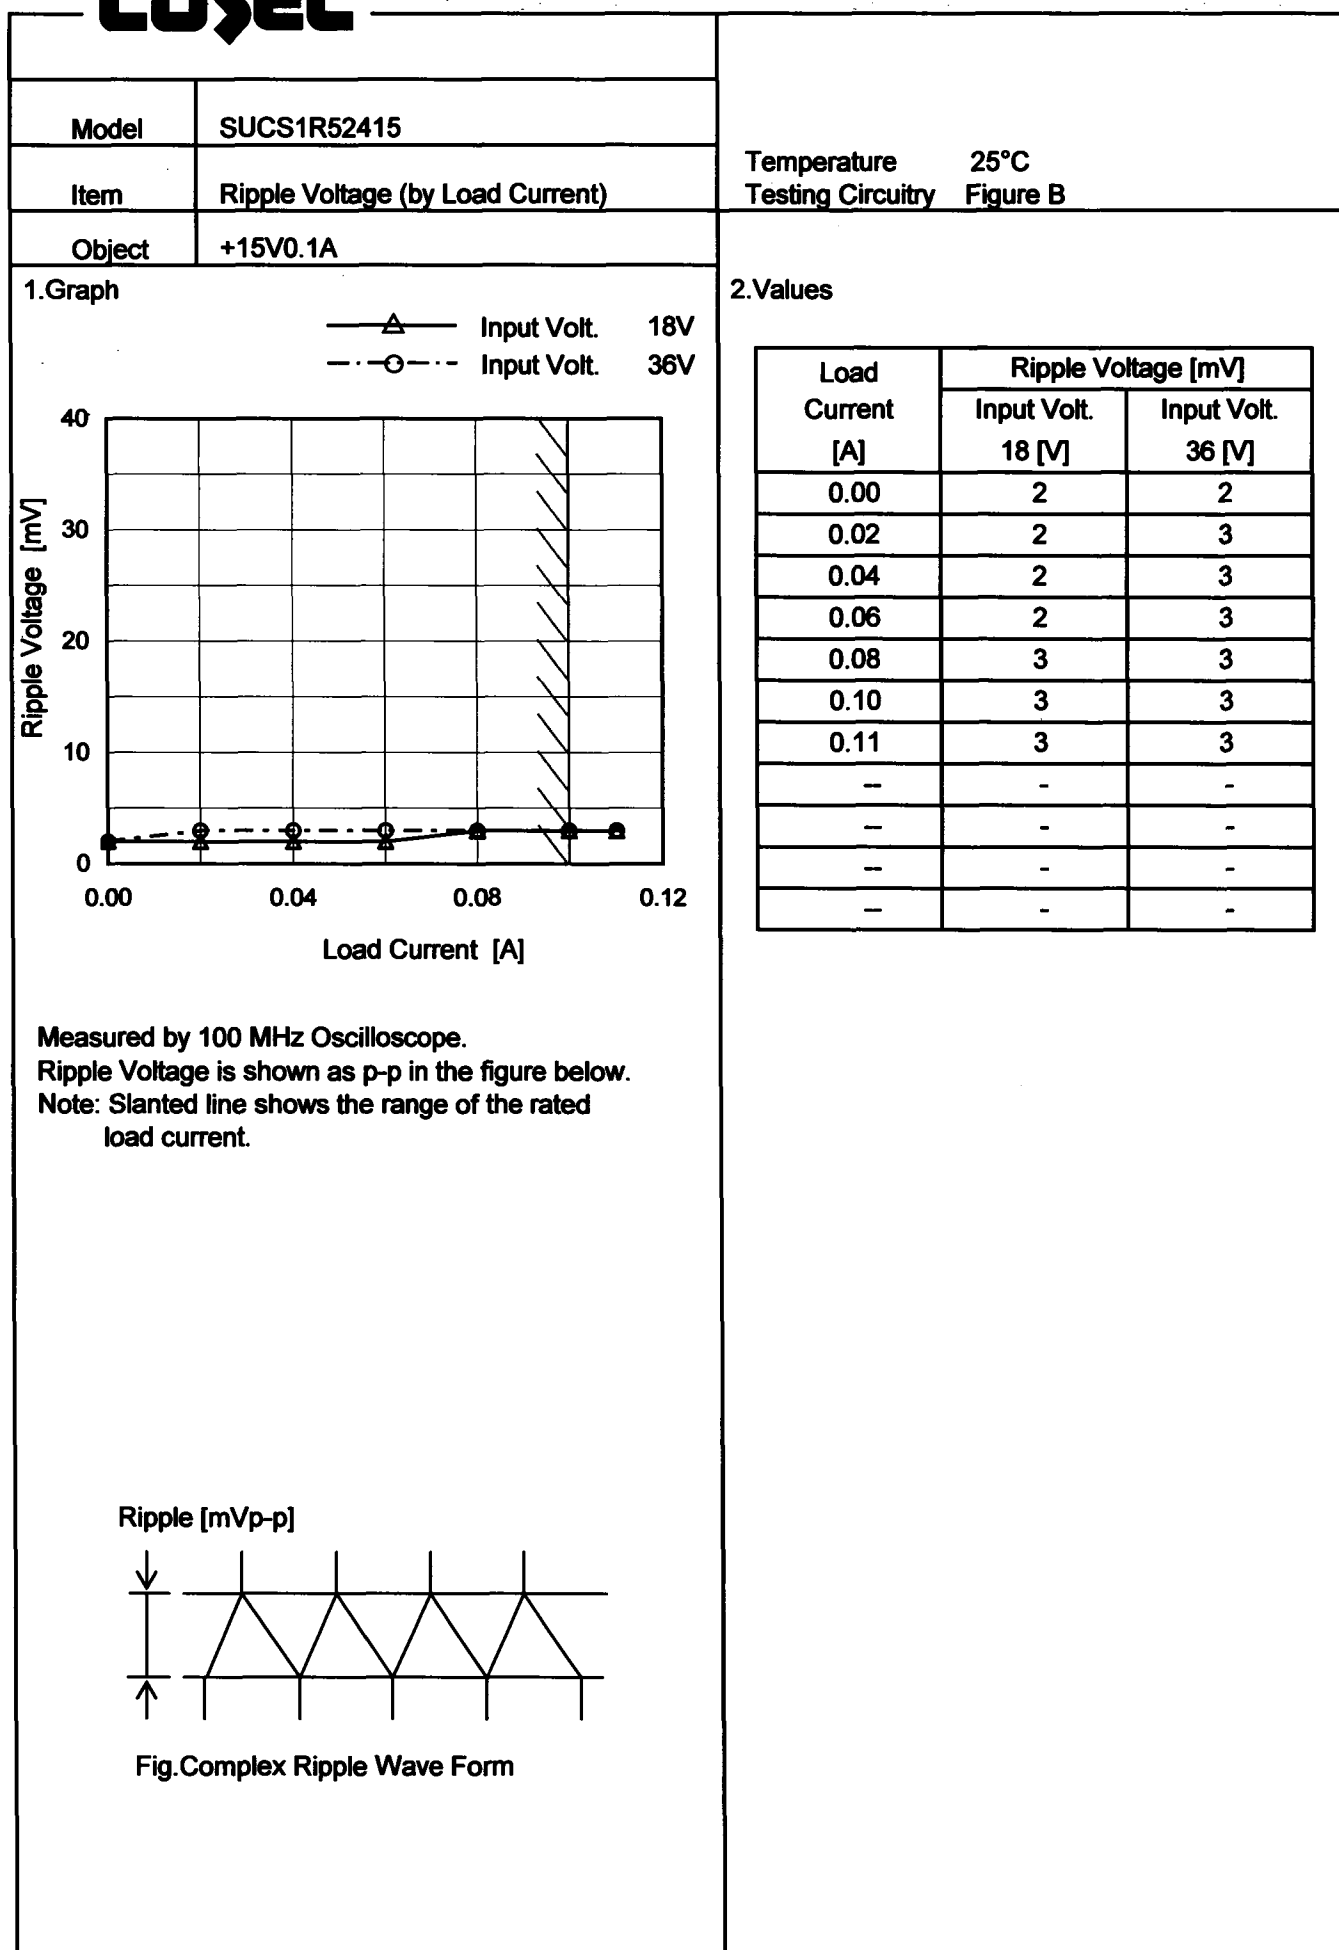 COSEL
Model SUCS1R52415
Item Ripple Voltage (by Load Current)
Object +15V0.1A
Temperature 25°C
Testing Circuitry Figure B
1.Graph
Input Volt. 18V
Input Volt. 36V
40
30
20
10
0
Ripple Voltage [mV]
0.00 0.04 0.08 0.12
Load Current [A]
Measured by 100 MHz Oscilloscope.
Ripple Voltage is shown as p-p in the figure below.
Note: Slanted line shows the range of the rated
load current.
Ripple [mVp-p]
Fig.Complex Ripple Wave Form
2.Values
Load Ripple Voltage [mV]
Current Input Volt. Input Volt.
[A] 18 [V] 36 [V]
0.00 2 2
0.02 2 3
0.04 2 3
0.06 2 3
0.08 3 3
0.10 3 3
0.11 3 3
-- - -
-- - -
-- - -
-- - -